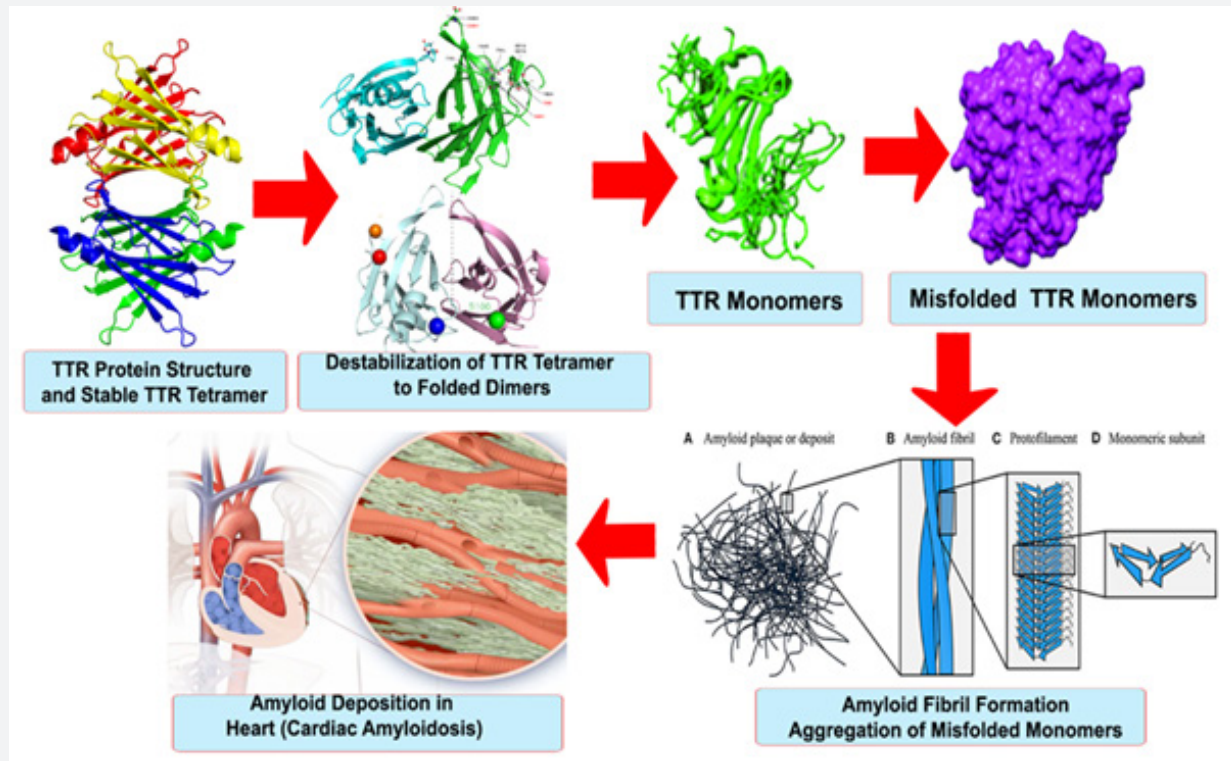 TTR Protein Structure
and Stable TTR Tetramer
Destabilization of TTR Tetramer
to Folded Dimers
TTR Monomers
Misfolded TTR Monomers
A Amyloid plaque or deposit
B Amyloid fibril
C Protofilament
D Monomeric subunit
Amyloid Deposition in
Heart (Cardiac Amyloidosis)
Amyloid Fibril Formation
Aggregation of Misfolded Monomers